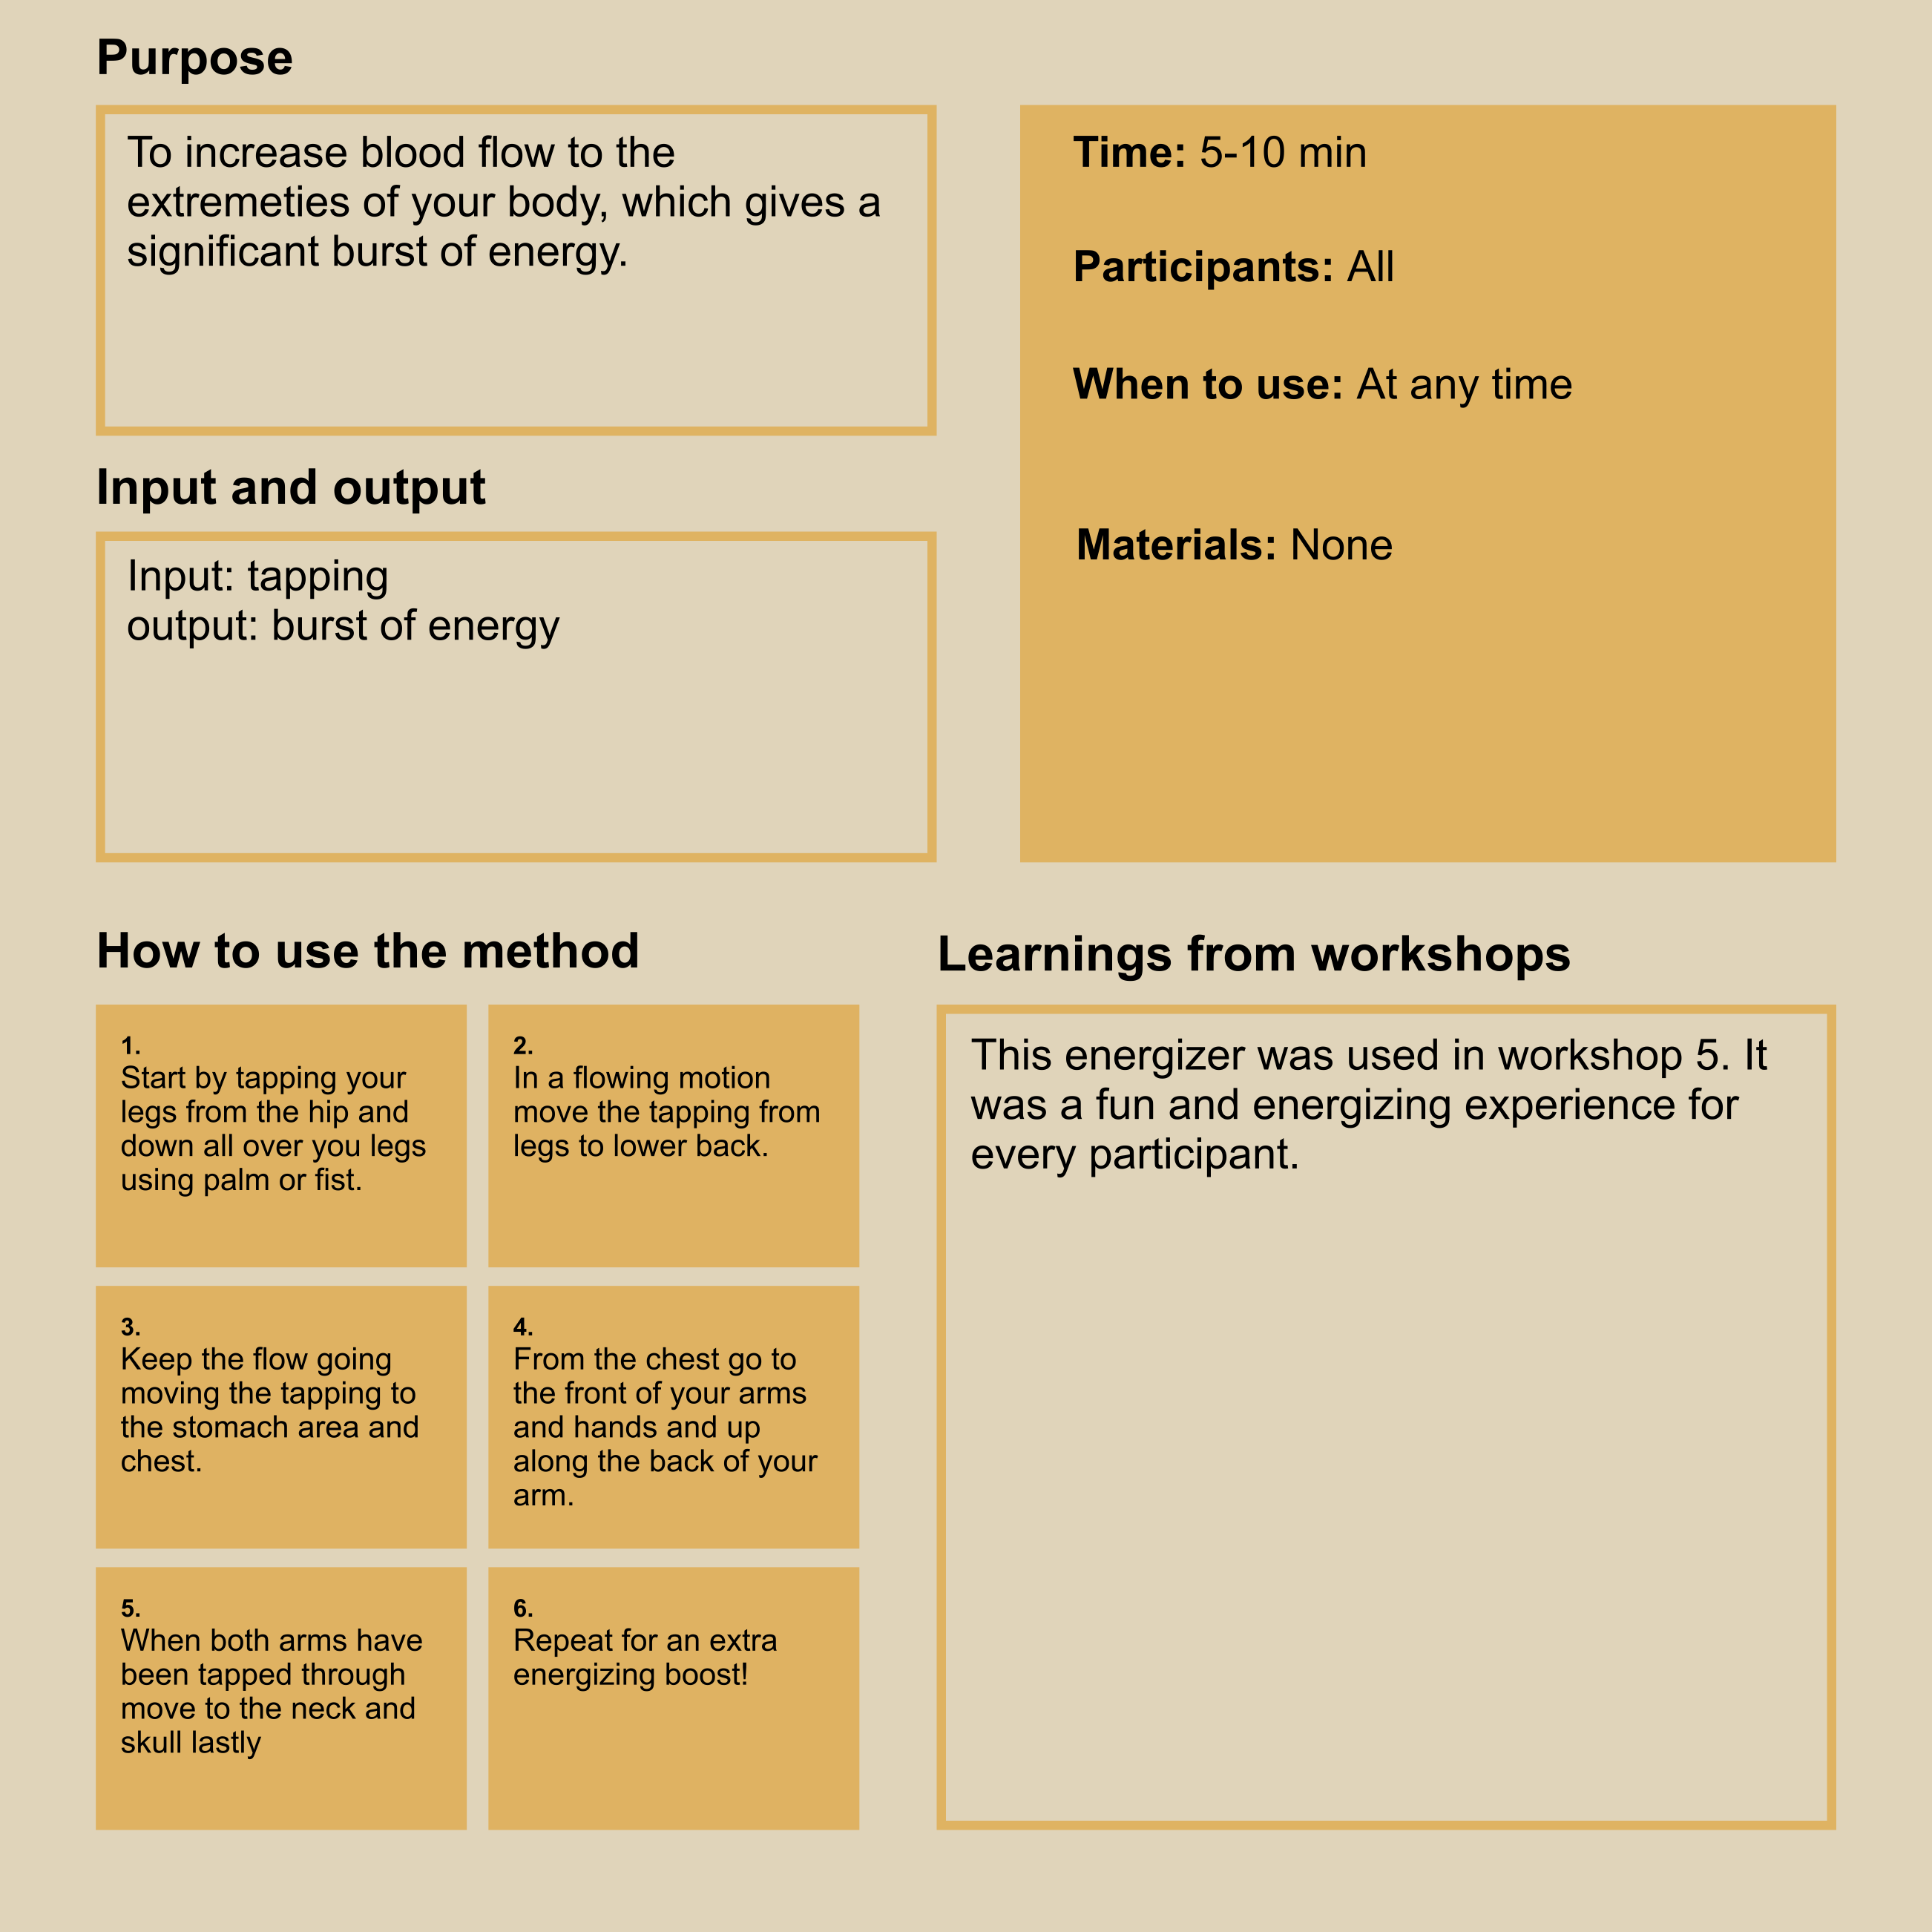 Purpose
To increase blood flow to the
extremeties of your body, which gives a
significant burst of energy.
Time: 5-10 min
Participants: All
When to use: At any time
Materials: None
Input and output
Input: tapping
output: burst of energy
How to use the method
1.
Start by tapping your
legs from the hip and
down all over you legs
using palm or fist.
2.
In a flowing motion
move the tapping from
legs to lower back.
3.
Keep the flow going
moving the tapping to
the stomach area and
chest.
4.
From the chest go to
the front of your arms
and hands and up
along the back of your
arm.
5.
When both arms have
been tapped through
move to the neck and
skull lastly
6.
Repeat for an extra
energizing boost!
Learnings from workshops
This energizer was used in workshop 5. It
was a fun and energizing experience for
every participant.